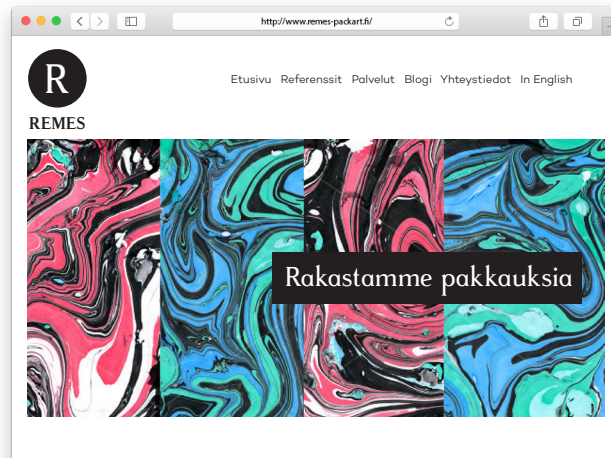 http://www.remes-packart.fi/
R
REMES
Etusivu Referenssit Palvelut Blogi Yhteystiedot In English
Rakastamme pakkauksia